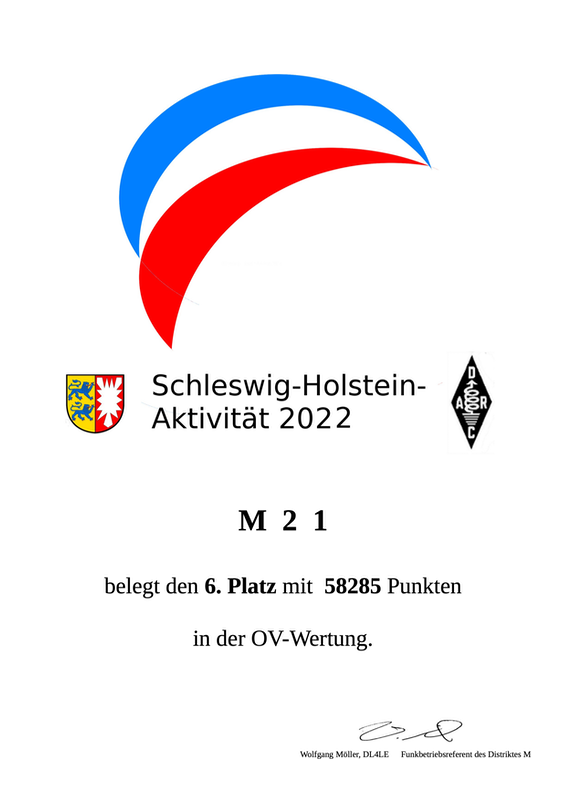 Schleswig-Holstein-
Aktivität 2022
D
A R
C
M 2 1
belegt den 6. Platz mit 58285 Punkten
in der OV-Wertung.
Wolfgang Möller, DL4LE Funkbetriebsreferent des Distriktes M